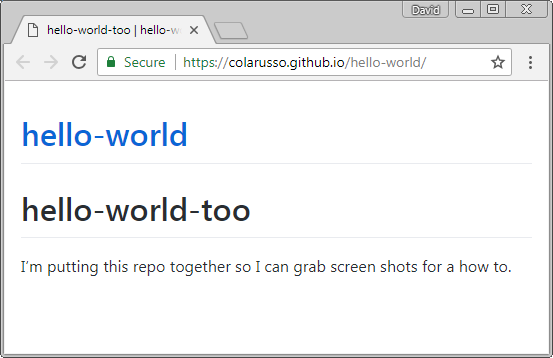 David
hello-world-too | hello-w
Secure https://colarusso.github.io/hello-world/
hello-world
hello-world-too
I'm putting this repo together so I can grab screen shots for a how to.